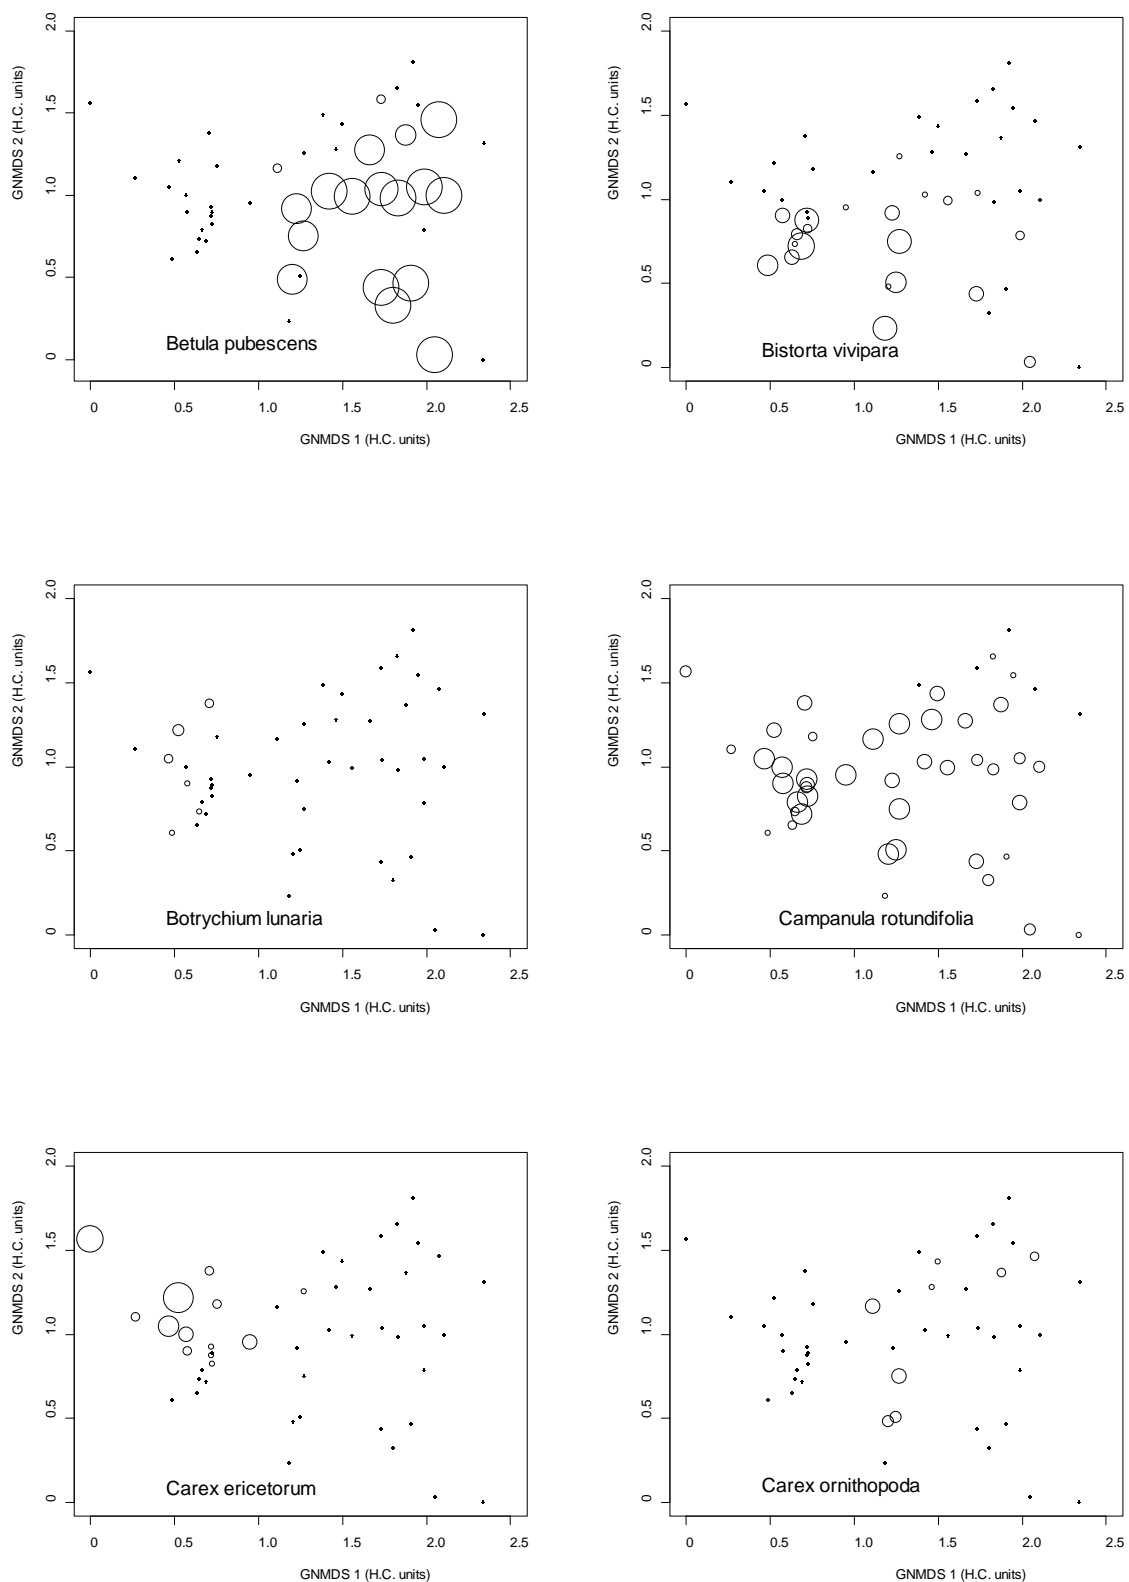 2.0
1.5
1.0
0.5
0
GNMDS 2 (H.C. units)
Betula pubescens
0 0.5 1.0 1.5 2.0 2.5
GNMDS 1 (H.C. units)
2.0
1.5
1.0
0.5
0
GNMDS 2 (H.C. units)
Bistorta vivipara
0 0.5 1.0 1.5 2.0 2.5
GNMDS 1 (H.C. units)
2.0
1.5
1.0
0.5
0
GNMDS 2 (H.C. units)
Botrychium lunaria
0 0.5 1.0 1.5 2.0 2.5
GNMDS 1 (H.C. units)
2.0
1.5
1.0
0.5
0
GNMDS 2 (H.C. units)
Campanula rotundifolia
0 0.5 1.0 1.5 2.0 2.5
GNMDS 1 (H.C. units)
2.0
1.5
1.0
0.5
0
GNMDS 2 (H.C. units)
Carex ericetorum
0 0.5 1.0 1.5 2.0 2.5
GNMDS 1 (H.C. units)
2.0
1.5
1.0
0.5
0
GNMDS 2 (H.C. units)
Carex ornithopoda
0 0.5 1.0 1.5 2.0 2.5
GNMDS 1 (H.C. units)